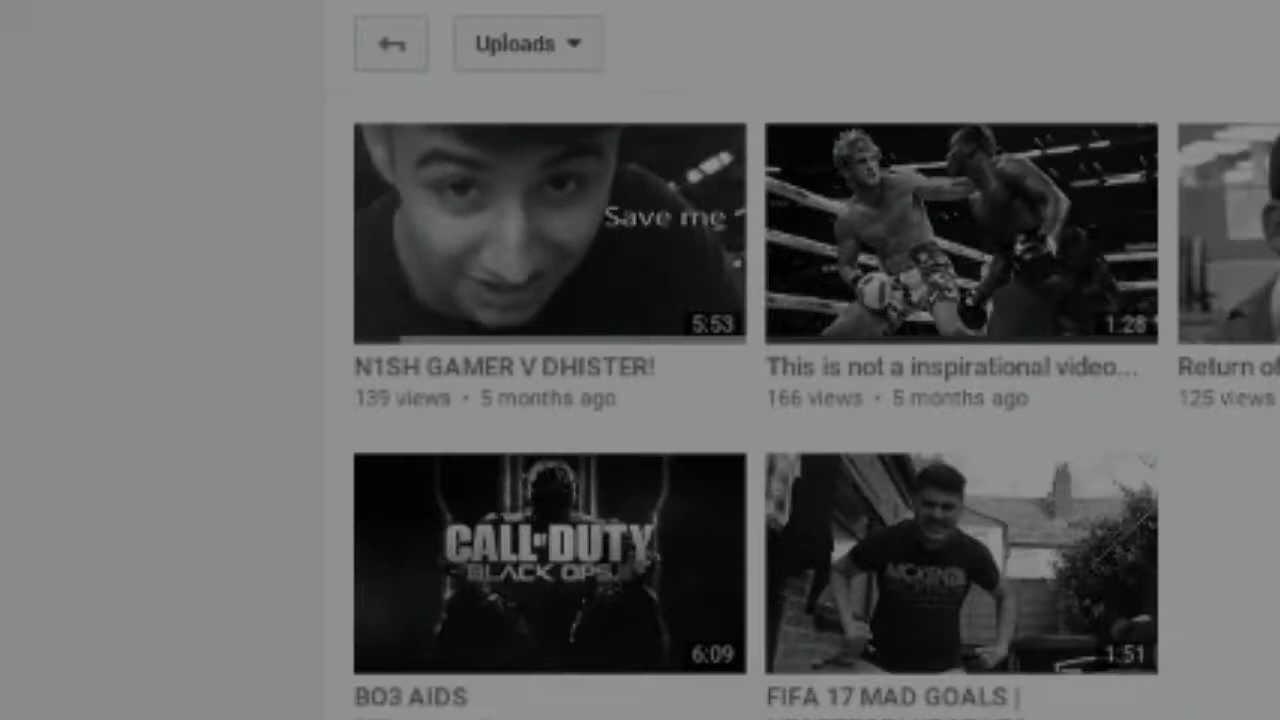 Uploads
Save me
5:53
1:28
N1SH GAMER V DHISTER!
This is not a inspirational video...
Return of
139 views • 5 months ago
166 views • 5 months ago
125 views
CALL OF DUTY
BLACK OPS
6:09
1:51
BO3 AIDS
FIFA 17 MAD GOALS |